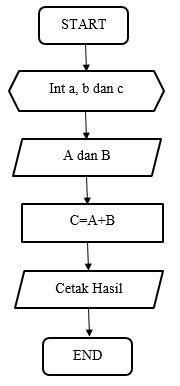 START
Int a, b dan c
A dan B
C=A+B
Cetak Hasil
END